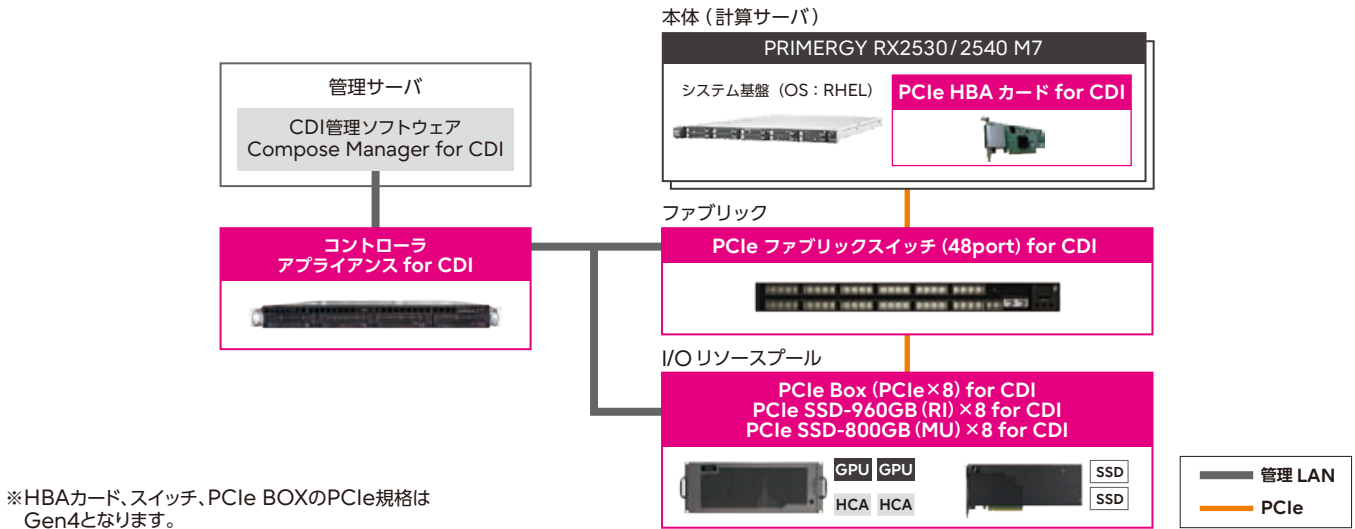 本体(計算サーバ)
PRIMERGY RX2530/2540 M7
システム基盤(OS:RHEL)
PCIe HBA カード for CDI
管理サーバ
CDI管理ソフトウェア
Compose Manager for CDI
ファブリック
コントローラ
アプライアンス for CDI
PCIe ファブリックスイッチ (48port) for CDI
I/Oリソースプール
PCIe Box (PCIe×8) for CDI
PCIe SSD-960GB (RI) ×8 for CDI
PCIe SSD-800GB (MU) ×8 for CDI
GPU GPU
HCA HCA
SSD
SSD
管理 LAN
PCIe
※HBAカード、スイッチ、PCIe BOXのPCIe規格は
Gen4となります。